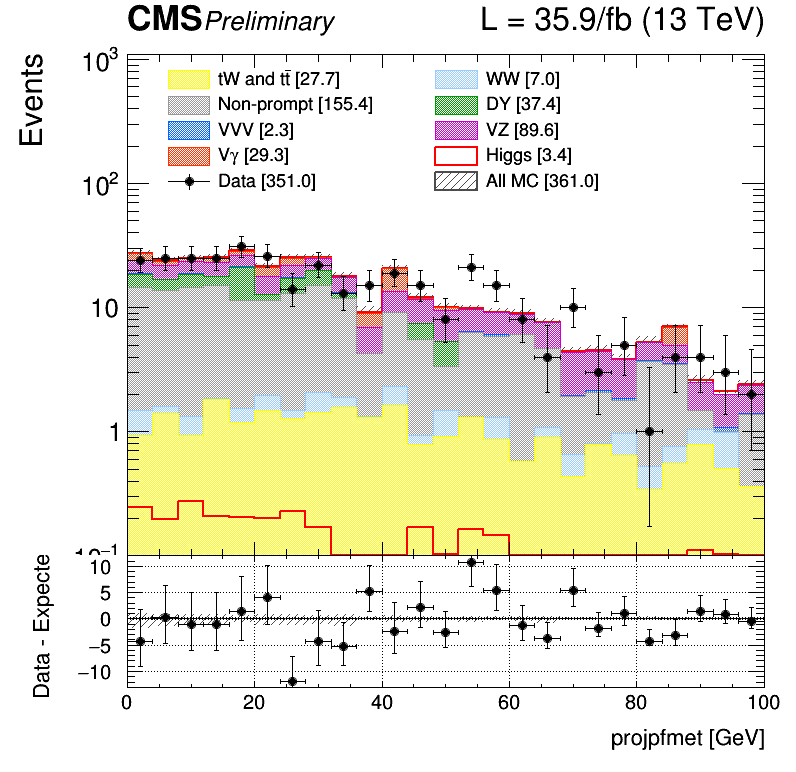 CMS Preliminary L = 35.9/fb (13 TeV)
Events
10³
10²
10
1
tW and tt̄ [27.7]
Non-prompt [155.4]
VVV [2.3]
Vγ [29.3]
Data [351.0]
WW [7.0]
DY [37.4]
VZ [89.6]
Higgs [3.4]
All MC [361.0]
Data - Expecte
10
5
0
−5
−10
0 20 40 60 80 100
projpfmet [GeV]